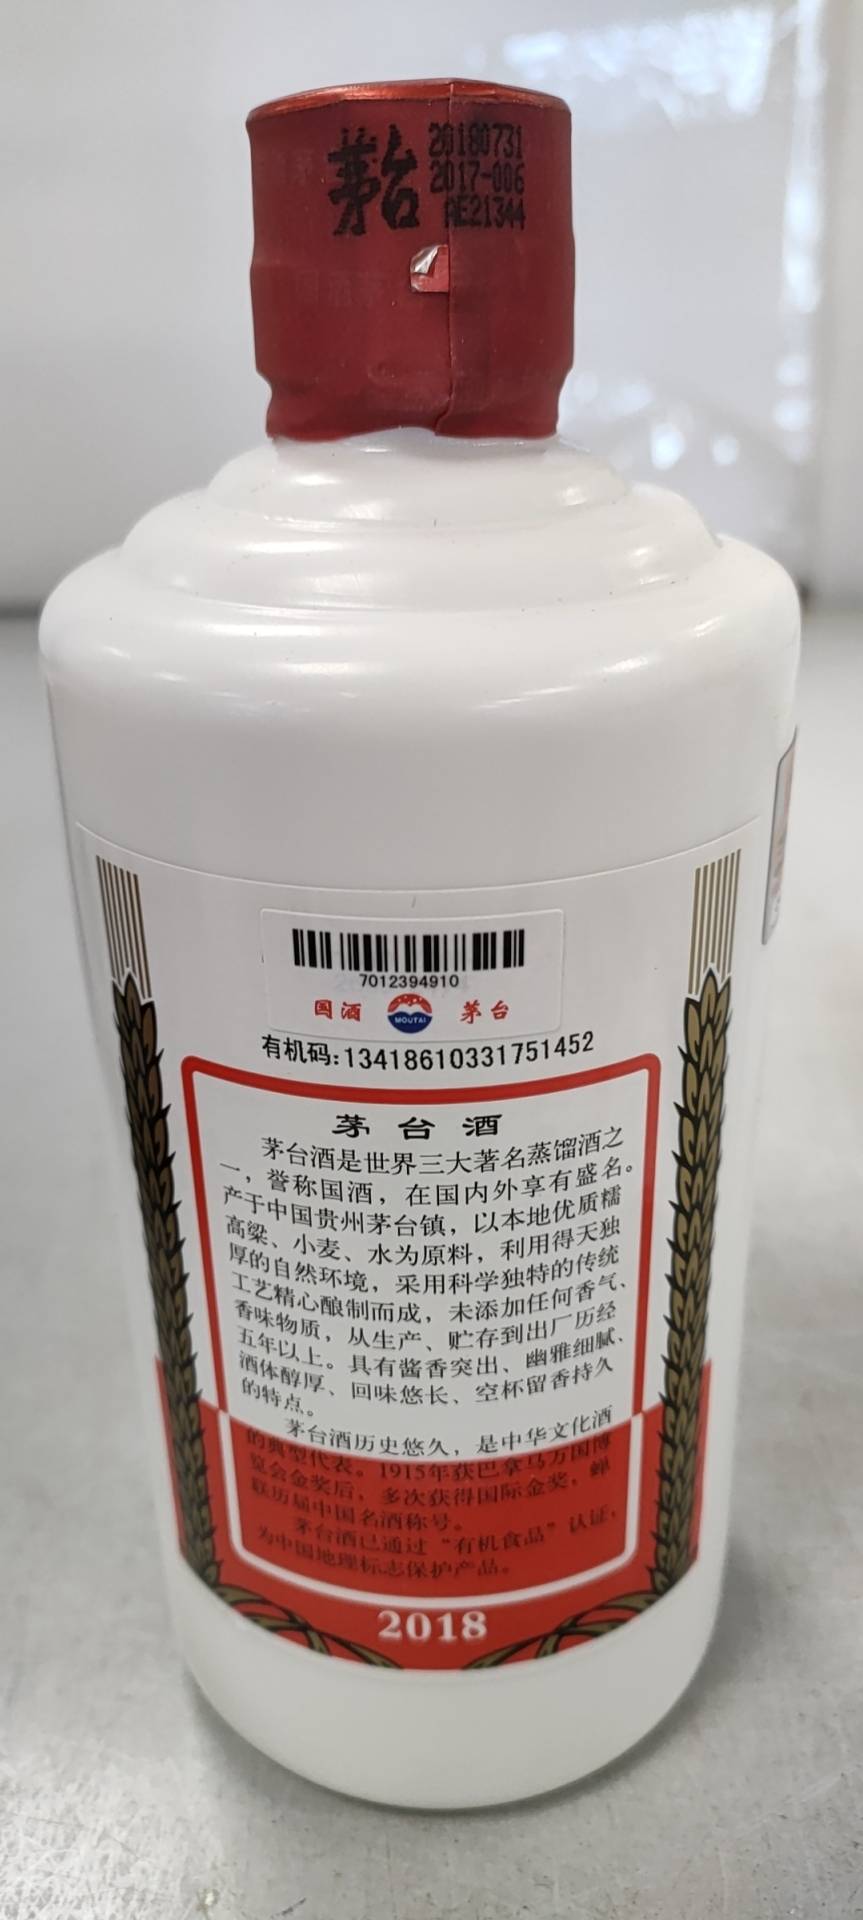 茅台
20180731
2017-006
AE21344
7012394910
国酒
MOUTAI
茅台
有机码:13418610331751452
茅台酒
茅台酒是世界三大著名蒸馏酒之
一，誉称国酒，在国内外享有盛名。
产于中国贵州茅台镇，以本地优质糯
高粱、小麦、水为原料，利用得天独
厚的自然环境，采用科学独特的传统
工艺精心酿制而成，未添加任何香气、
香味物质，从生产、贮存到出厂历经
五年以上。具有酱香突出、幽雅细腻、
酒体醇厚、回味悠长、空杯留香持久
的特点。
茅台酒历史悠久，是中华文化酒
的典型代表。1915年获巴拿马万国博
览会金奖后，多次获得国际金奖，蝉
联历届中国名酒称号。
茅台酒已通过“有机食品”认证，
为中国地理标志保护产品。
2018